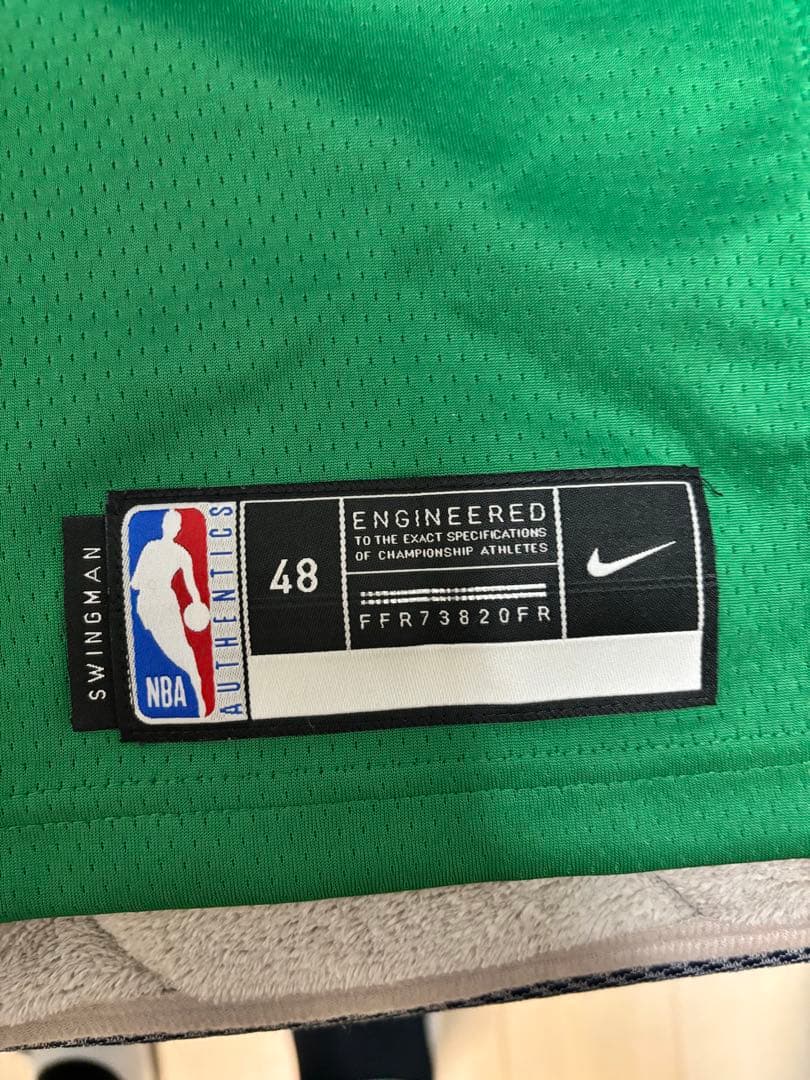 SWINGMAN
NBA
AUTHENTICS
48
ENGINEERED
TO THE EXACT SPECIFICATIONS
OF CHAMPIONSHIP ATHLETES
FFR73820FR